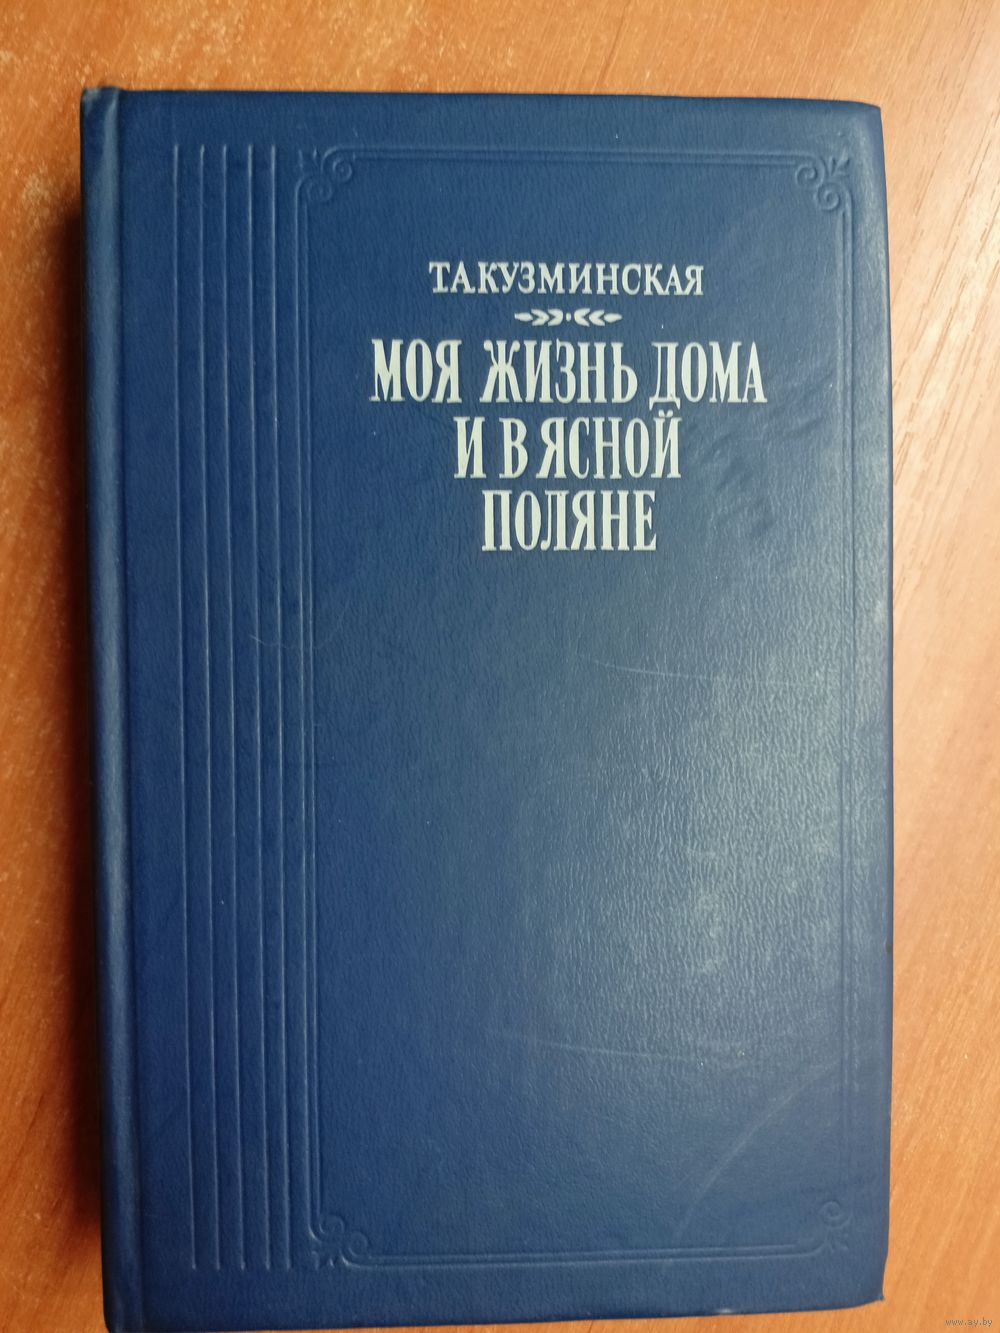 Т.А.КУЗМИНСКАЯ
МОЯ ЖИЗНЬ ДОМА
И В ЯСНОЙ
ПОЛЯНЕ
www.ay.by